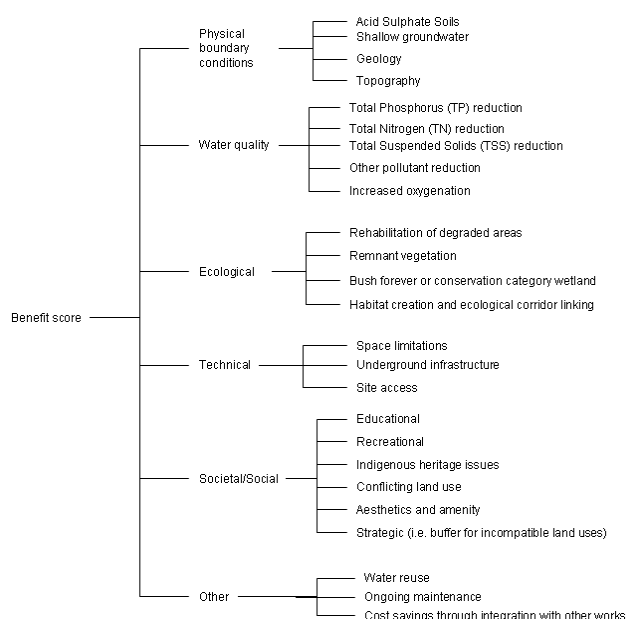 Benefit score
Physical
boundary
conditions
Acid Sulphate Soils
Shallow groundwater
Geology
Topography
Water quality
Total Phosphorus (TP) reduction
Total Nitrogen (TN) reduction
Total Suspended Solids (TSS) reduction
Other pollutant reduction
Increased oxygenation
Ecological
Rehabilitation of degraded areas
Remnant vegetation
Bush forever or conservation category wetland
Habitat creation and ecological corridor linking
Technical
Space limitations
Underground infrastructure
Site access
Societal/Social
Educational
Recreational
Indigenous heritage issues
Conflicting land use
Aesthetics and amenity
Strategic (i.e. buffer for incompatible land uses)
Other
Water reuse
Ongoing maintenance
Cost savings through integration with other works